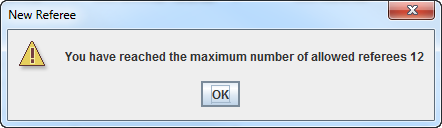 New Referee
You have reached the maximum number of allowed referees 12
OK